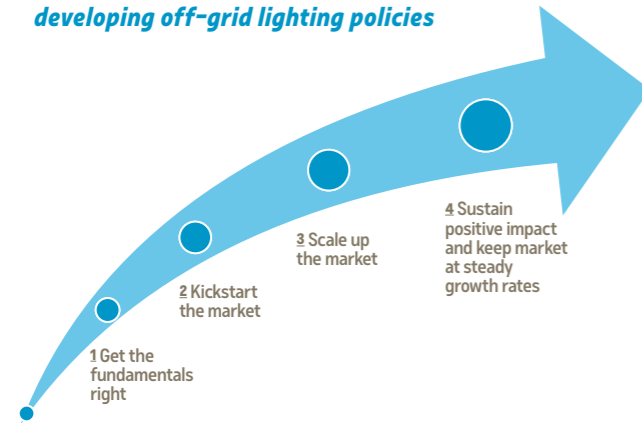 developing off-grid lighting policies
4 Sustain
positive impact
and keep market
at steady
growth rates
3 Scale up
the market
2 Kickstart
the market
1 Get the
fundamentals
right